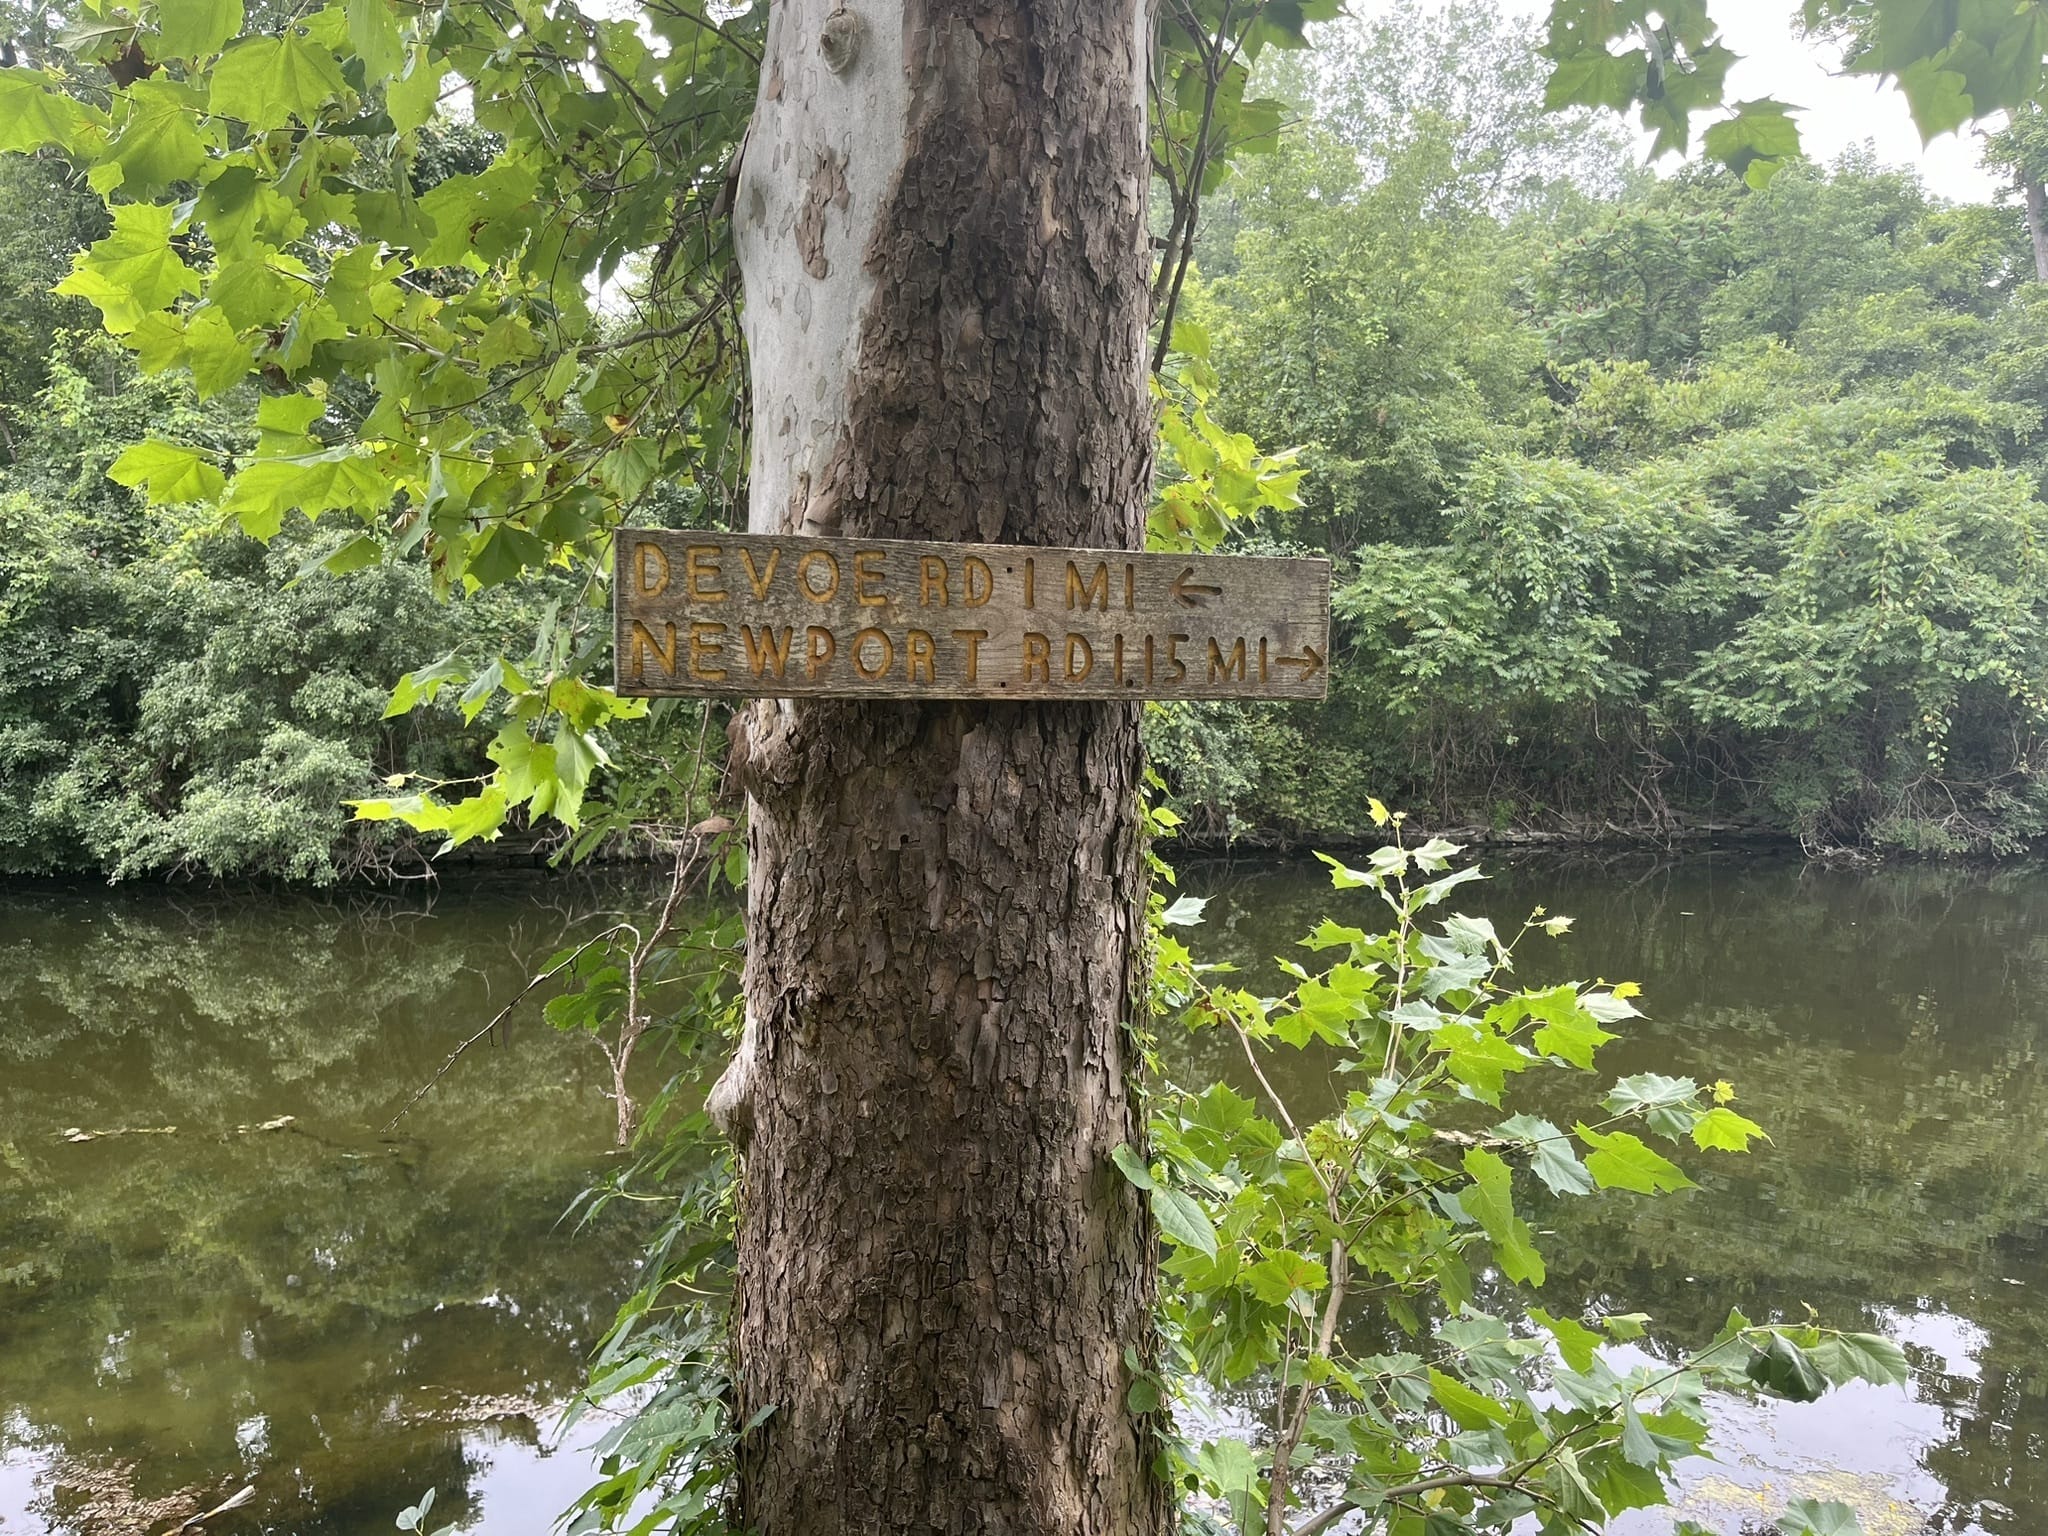 DEVOE RD 1 MI ←
NEWPORT RD 1.15 MI →